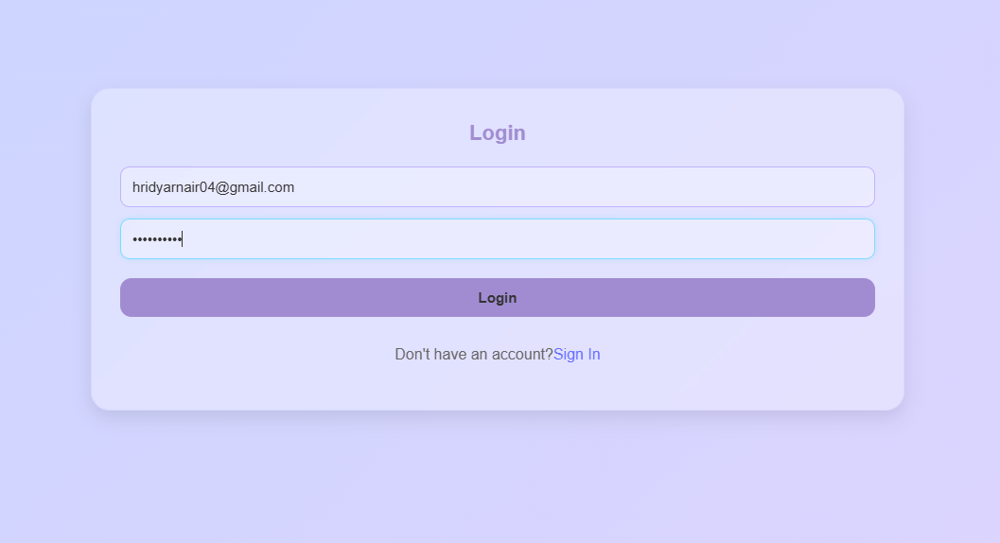 Login
hridyarnair04@gmail.com
••••••••••
Login
Don't have an account?Sign In